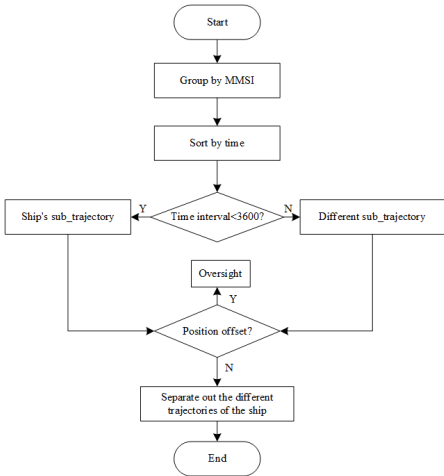 Start
Group by MMSI
Sort by time
Y
N
Ship's sub_trajectory
Time interval<3600?
Different sub_trajectory
Oversight
Y
Position offset?
N
Separate out the different
trajectories of the ship
End